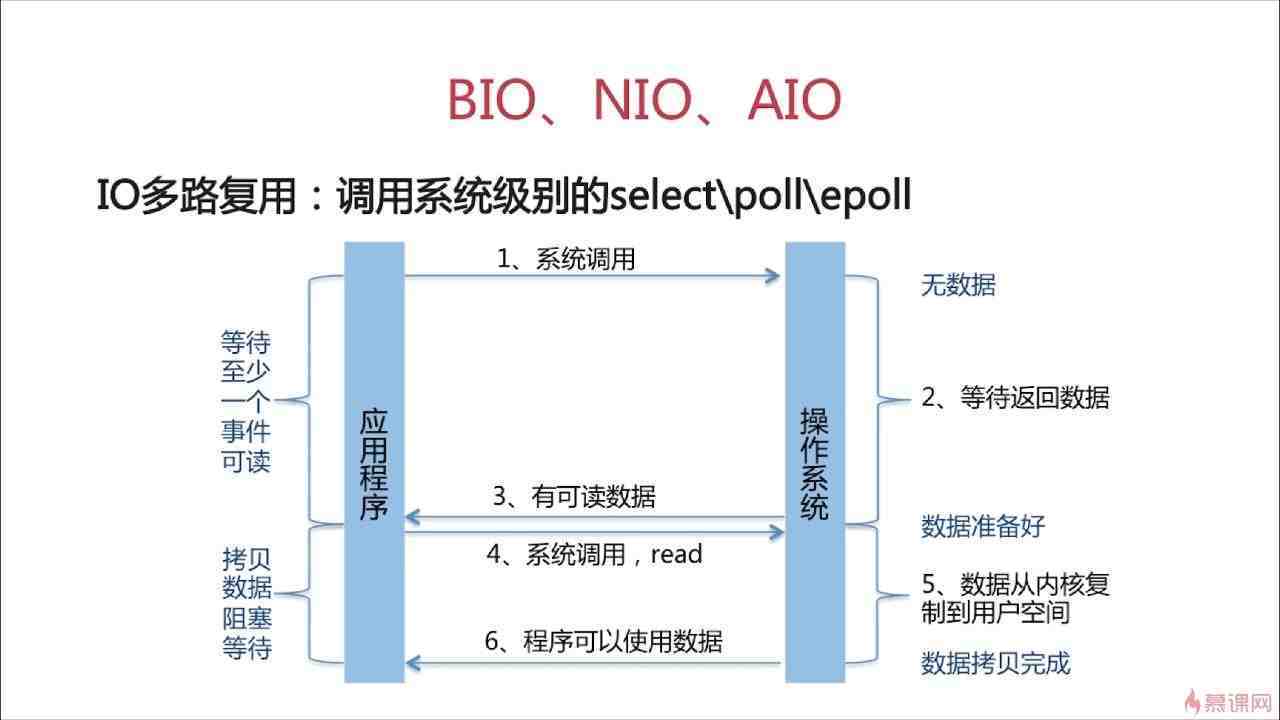 BIO、NIO、AIO
IO多路复用：调用系统级别的select\poll\epoll
1、系统调用
无数据
等待
至少
一个
事件
可读
2、等待返回数据
应
用
程
序
操
作
系
统
3、有可读数据
数据准备好
4、系统调用，read
拷贝
数据
阻塞
等待
5、数据从内核复
制到用户空间
6、程序可以使用数据
数据拷贝完成
慕课网